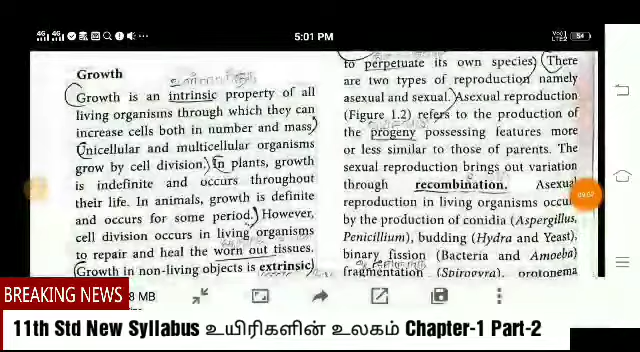 5:01 PM
54
Growth
Growth is an intrinsic property of all
living organisms through which they can
increase cells both in number and mass.
Unicellular and multicellular organisms
grow by cell division. In plants, growth
is indefinite and occurs throughout
their life. In animals, growth is definite
and occurs for some period. However,
cell division occurs in living organisms
to repair and heal the worn out tissues.
Growth in non-living objects is extrinsic
to perpetuate its own species. There
are two types of reproduction namely
asexual and sexual. Asexual reproduction
(Figure 1.2) refers to the production of
the progeny possessing features more
or less similar to those of parents. The
sexual reproduction brings out variation
through recombination. Asexual
reproduction in living organisms occur
by the production of conidia (Aspergillus,
Penicillium), budding (Hydra and Yeast),
binary fission (Bacteria and Amoeba)
fragmentation (Spirogyra), protonema
09:07
BREAKING NEWS
8 MB
11th Std New Syllabus உயிரிகளின் உலகம் Chapter-1 Part-2